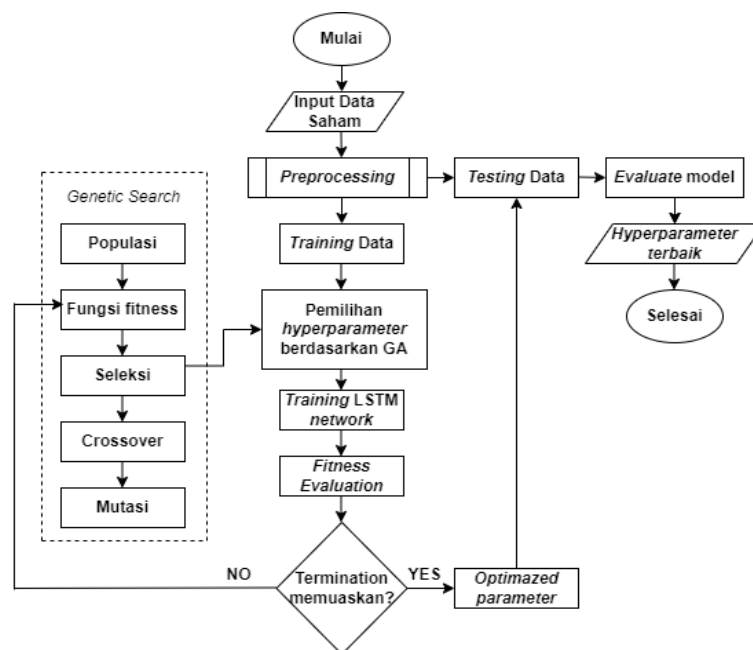 Mulai
Input Data
Saham
Preprocessing
Testing Data
Evaluate model
Genetic Search
Populasi
Training Data
Hyperparameter
terbaik
Fungsi fitness
Pemilihan
hyperparameter
berdasarkan GA
Selesai
Seleksi
Training LSTM
network
Crossover
Fitness
Evaluation
Mutasi
NO
Termination
memuaskan?
YES
Optimazed
parameter